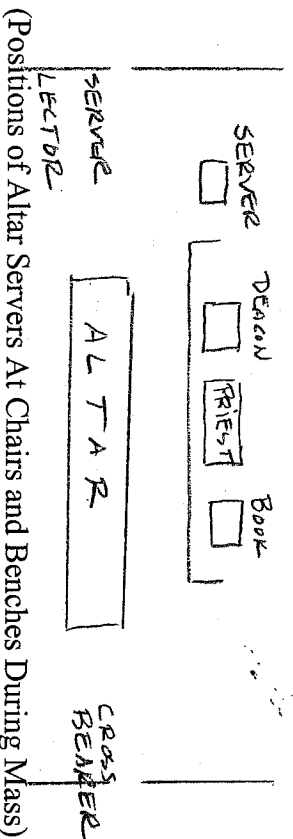 SERVER
DEACON
PRIEST
BOOK
SERVER
LECTOR
ALTAR
CROSS
BEARER
(Positions of Altar Servers At Chairs and Benches During Mass)